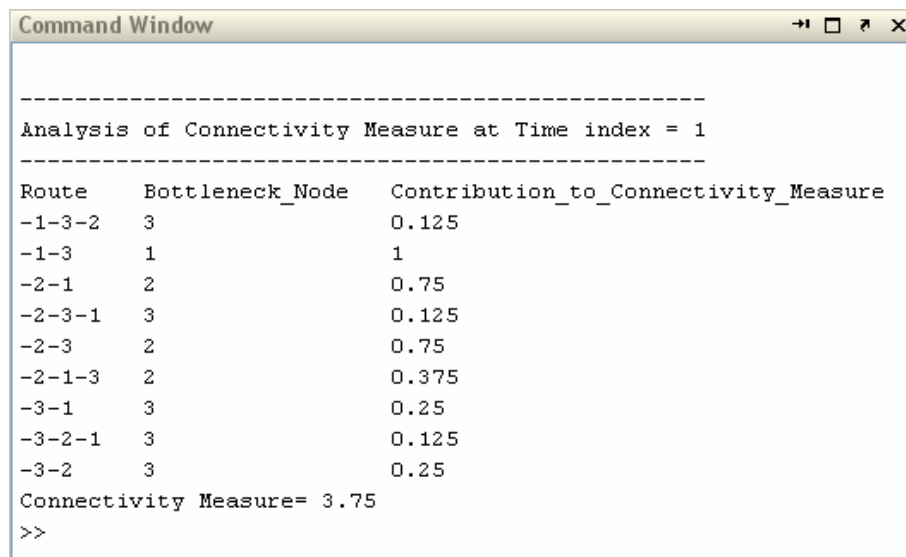 Command Window
--------------------------------------------------
Analysis of Connectivity Measure at Time index = 1
--------------------------------------------------
Route Bottleneck_Node Contribution_to_Connectivity_Measure
-1-3-2 3 0.125
-1-3 1 1
-2-1 2 0.75
-2-3-1 3 0.125
-2-3 2 0.75
-2-1-3 2 0.375
-3-1 3 0.25
-3-2-1 3 0.125
-3-2 3 0.25
Connectivity Measure= 3.75
>>